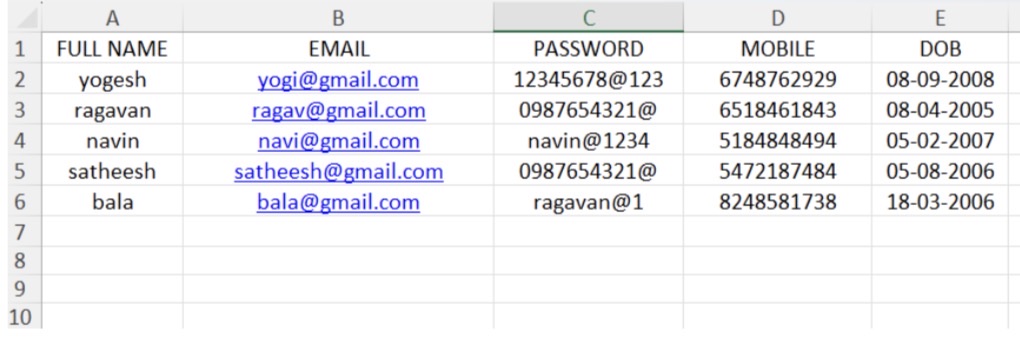 A B C D E
1 FULL NAME EMAIL PASSWORD MOBILE DOB
2 yogesh yogi@gmail.com 12345678@123 6748762929 08-09-2008
3 ragavan ragav@gmail.com 0987654321@ 6518461843 08-04-2005
4 navin navi@gmail.com navin@1234 5184848494 05-02-2007
5 satheesh satheesh@gmail.com 0987654321@ 5472187484 05-08-2006
6 bala bala@gmail.com ragavan@1 8248581738 18-03-2006
7
8
9
10